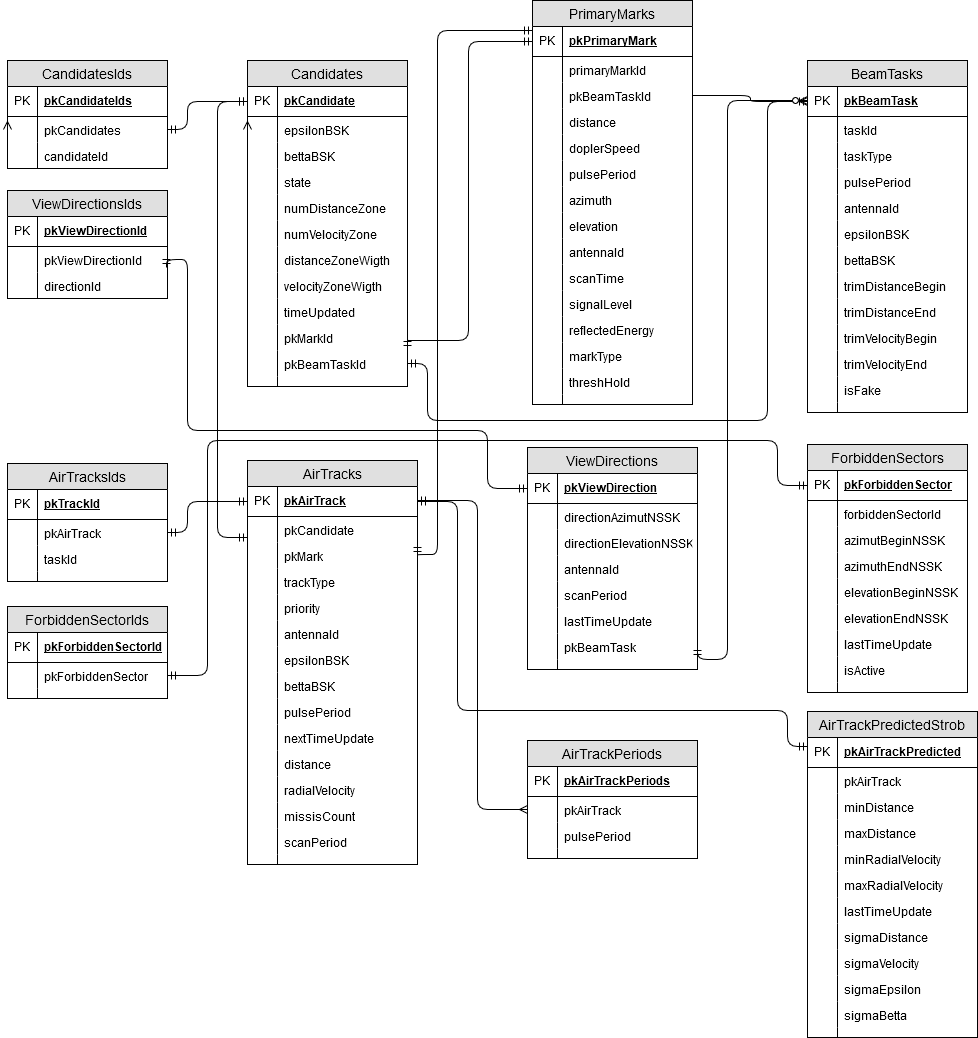 PrimaryMarks
PK pkPrimaryMark
primaryMarkId
pkBeamTaskId
distance
doplerSpeed
pulsePeriod
azimuth
elevation
antennaId
scanTime
signalLevel
reflectedEnergy
markType
threshHold
CandidatesIds
PK pkCandidateIds
pkCandidates
candidateId
Candidates
PK pkCandidate
epsilonBSK
bettaBSK
state
numDistanceZone
numVelocityZone
distanceZoneWigth
velocityZoneWigth
timeUpdated
pkMarkId
pkBeamTaskId
BeamTasks
PK pkBeamTask
taskId
taskType
pulsePeriod
antennaId
epsilonBSK
bettaBSK
trimDistanceBegin
trimDistanceEnd
trimVelocityBegin
trimVelocityEnd
isFake
ViewDirectionsIds
PK pkViewDirectionId
pkViewDirectionId
directionId
AirTracksIds
PK pkTrackId
pkAirTrack
taskId
AirTracks
PK pkAirTrack
pkCandidate
pkMark
trackType
priority
antennaId
epsilonBSK
bettaBSK
pulsePeriod
nextTimeUpdate
distance
radialVelocity
missisCount
scanPeriod
ViewDirections
PK pkViewDirection
directionAzimutNSSK
directionElevationNSSK
antennaId
scanPeriod
lastTimeUpdate
pkBeamTask
ForbiddenSectors
PK pkForbiddenSector
forbiddenSectorId
azimutBeginNSSK
azimuthEndNSSK
elevationBeginNSSK
elevationEndNSSK
lastTimeUpdate
isActive
ForbiddenSectorIds
PK pkForbiddenSectorId
pkForbiddenSector
AirTrackPeriods
PK pkAirTrackPeriods
pkAirTrack
pulsePeriod
AirTrackPredictedStrob
PK pkAirTrackPredicted
pkAirTrack
minDistance
maxDistance
minRadialVelocity
maxRadialVelocity
lastTimeUpdate
sigmaDistance
sigmaVelocity
sigmaEpsilon
sigmaBetta